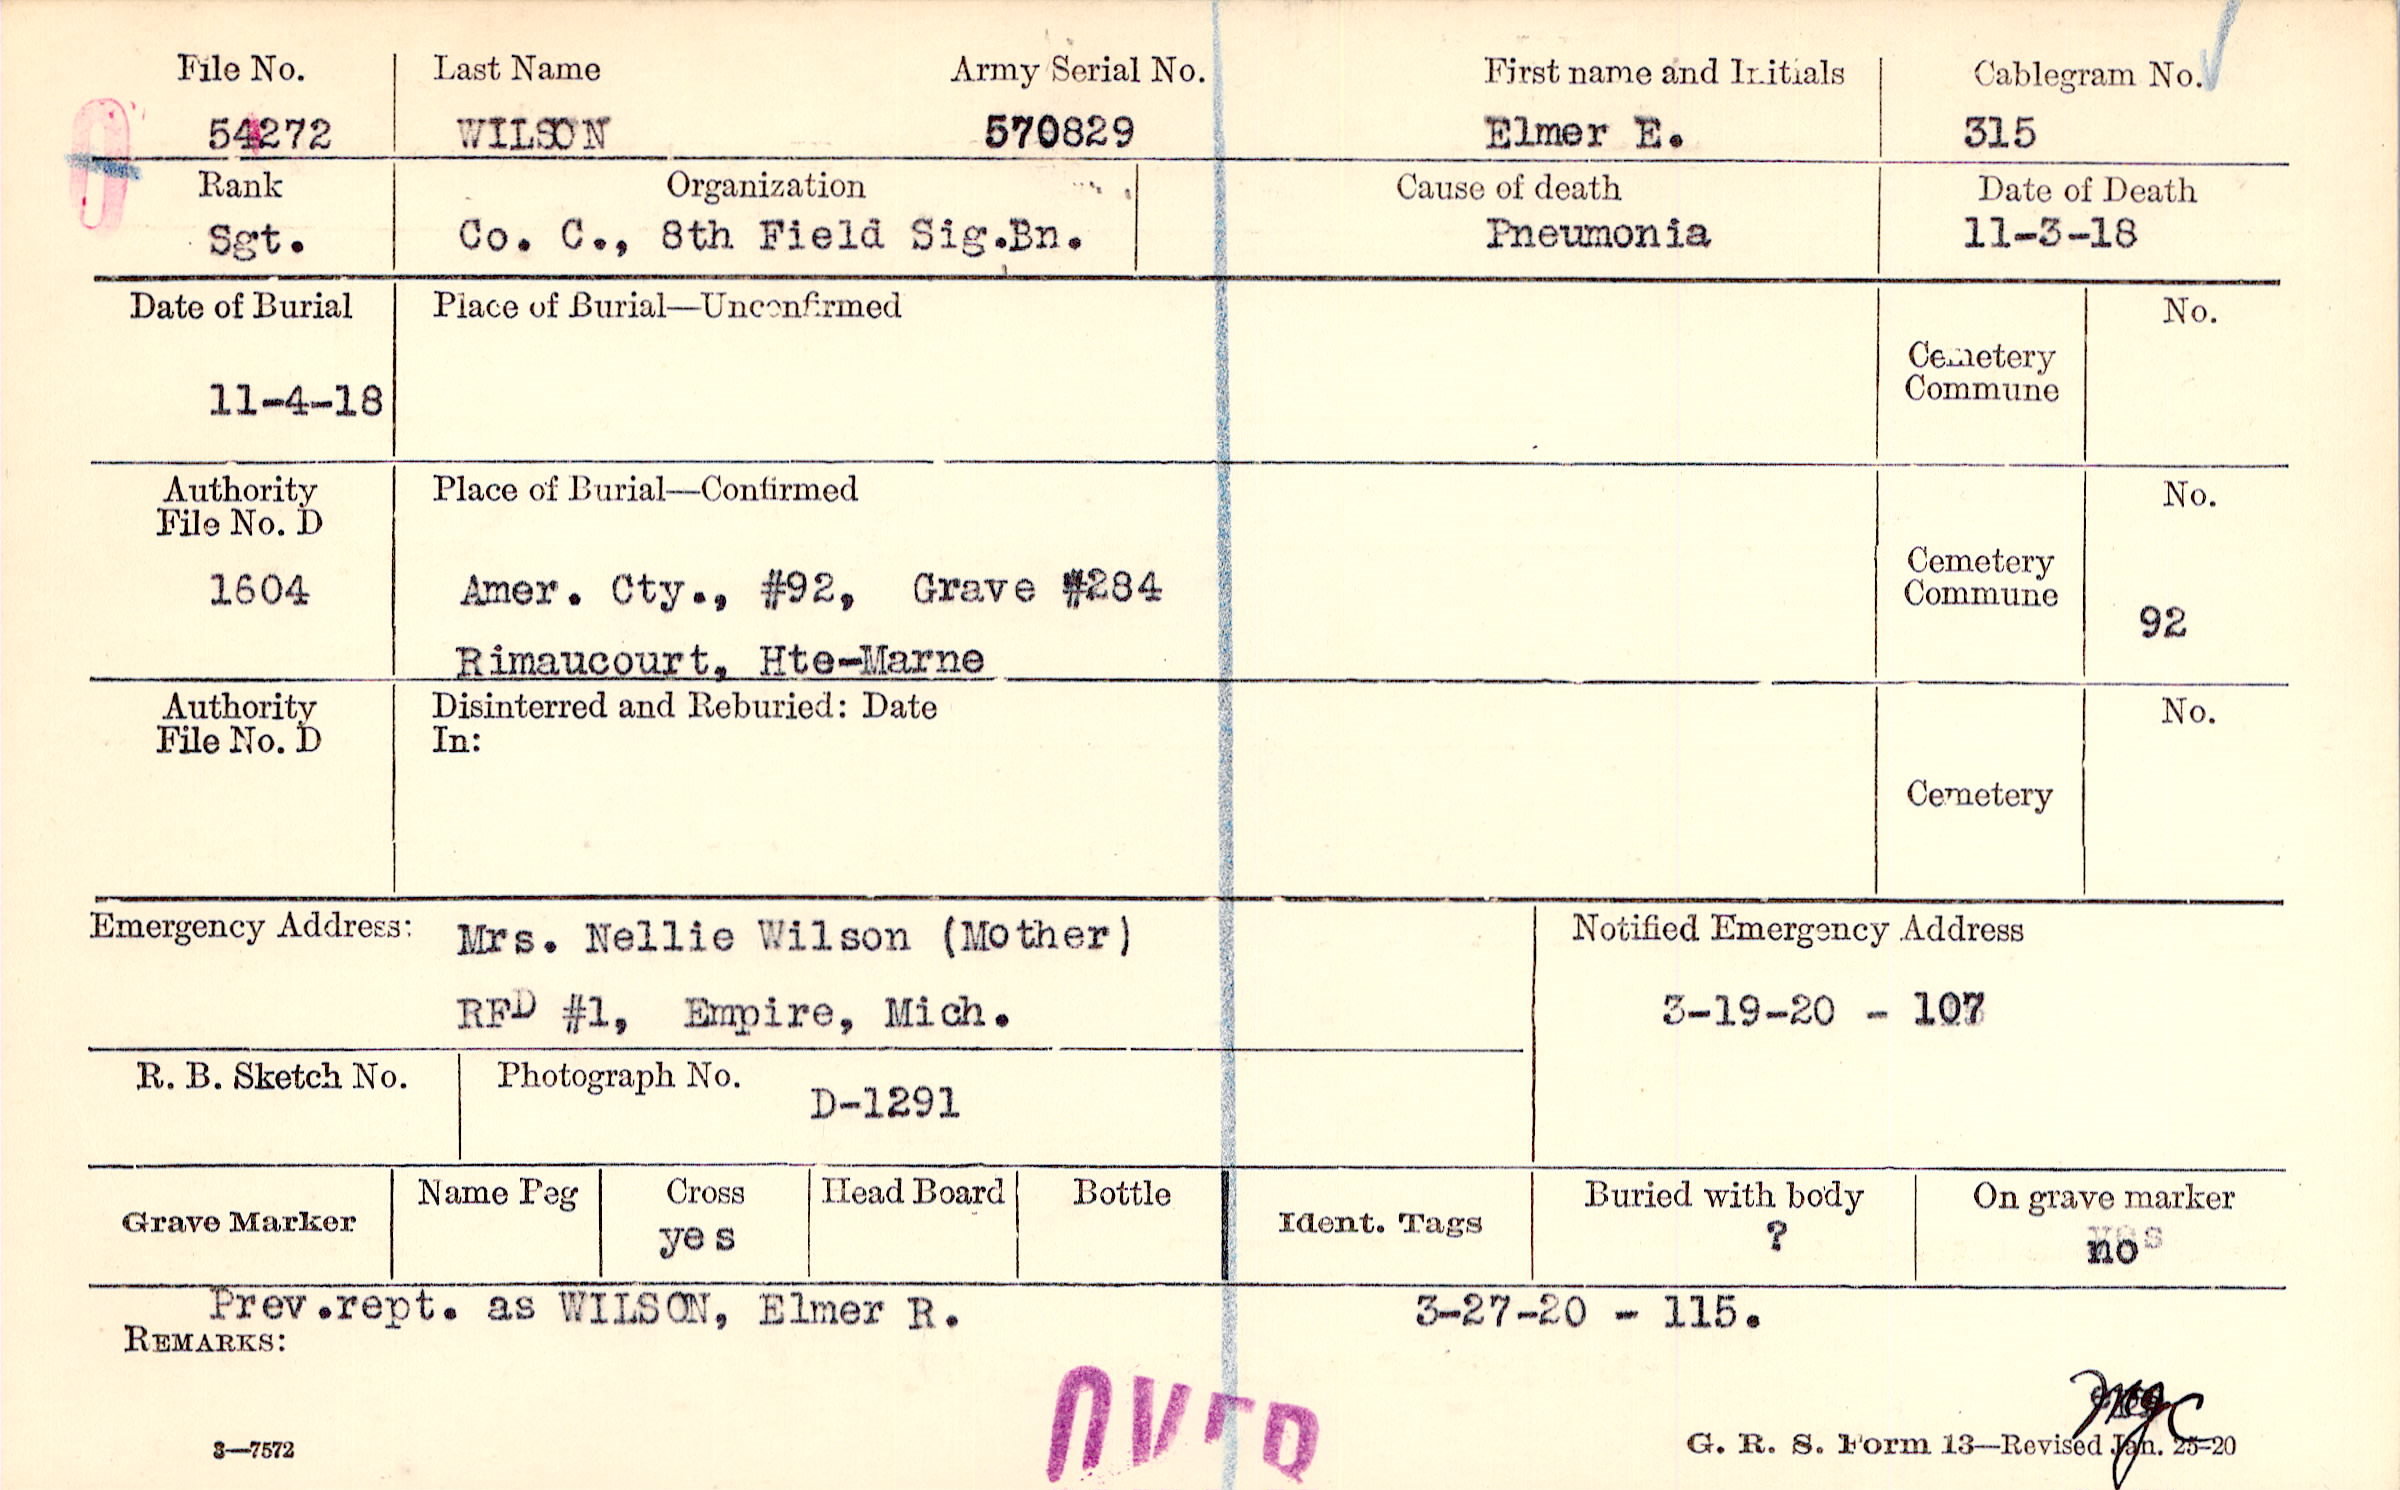 File No. Last Name Army Serial No. First name and Initials Cablegram No.
54272 WILSON 570829 Elmer E. 315
Rank Organization Cause of death Date of Death
Sgt. Co. C., 8th Field Sig.Bn. Pneumonia 11-3-18
Date of Burial Place of Burial—Unconfirmed No.
Cemetery
Commune
11-4-18
Authority Place of Burial—Confirmed No.
File No. D
Cemetery
1604 Amer. Cty., #92, Grave #284 Commune
92
Rimaucourt, Hte-Marne
Authority Disinterred and Reburied: Date No.
File No. D In:
Cemetery
Emergency Address: Mrs. Nellie Wilson (Mother) Notified Emergency Address
RFD #1, Empire, Mich. 3-19-20 - 107
R. B. Sketch No. Photograph No. D-1291
Grave Marker Name Peg Cross Head Board Bottle Ident. Tags Buried with body On grave marker
yes ? no
Prev.rept. as WILSON, Elmer R. 3-27-20 - 115.
REMARKS:
OVER
3—7572 G. R. S. Form 13—Revised Jan. 25-20